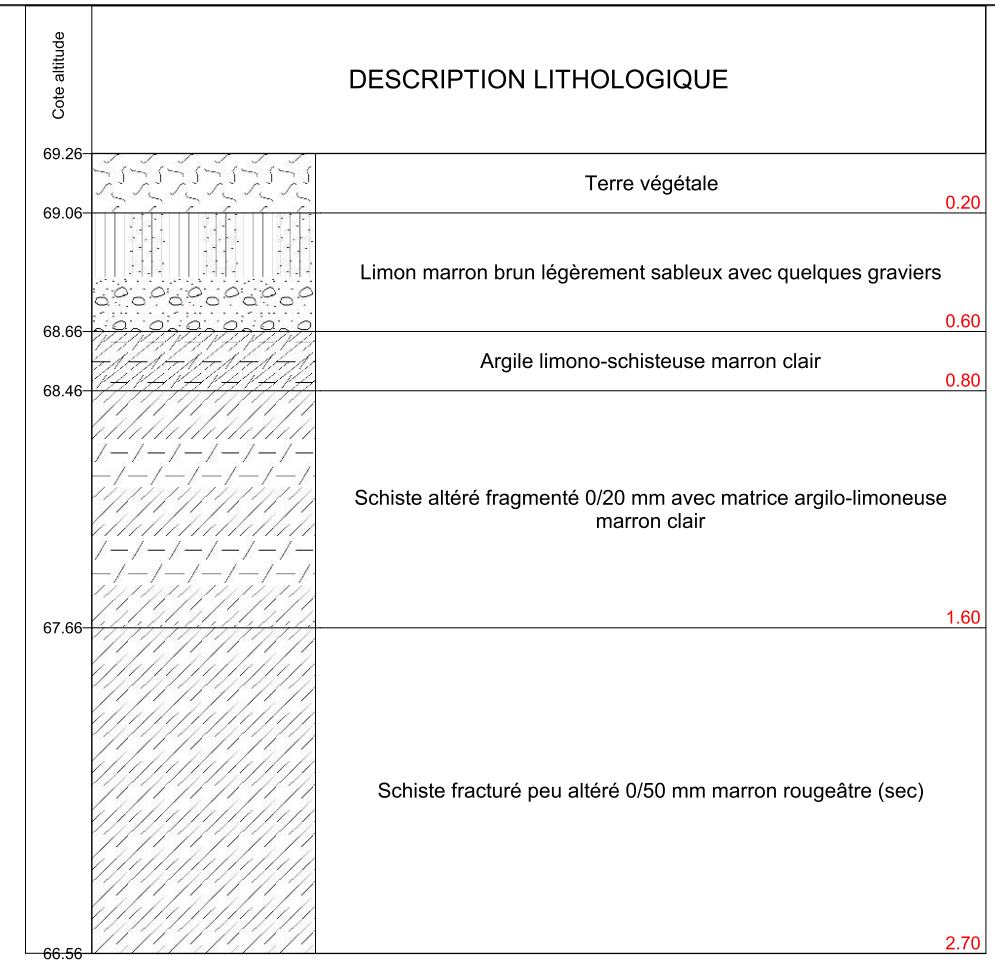 Cote altitude
DESCRIPTION LITHOLOGIQUE
69.26
Terre végétale
0.20
69.06
Limon marron brun légèrement sableux avec quelques graviers
0.60
68.66
Argile limono-schisteuse marron clair
0.80
68.46
Schiste altéré fragmenté 0/20 mm avec matrice argilo-limoneuse
marron clair
1.60
67.66
Schiste fracturé peu altéré 0/50 mm marron rougeâtre (sec)
2.70
66.56